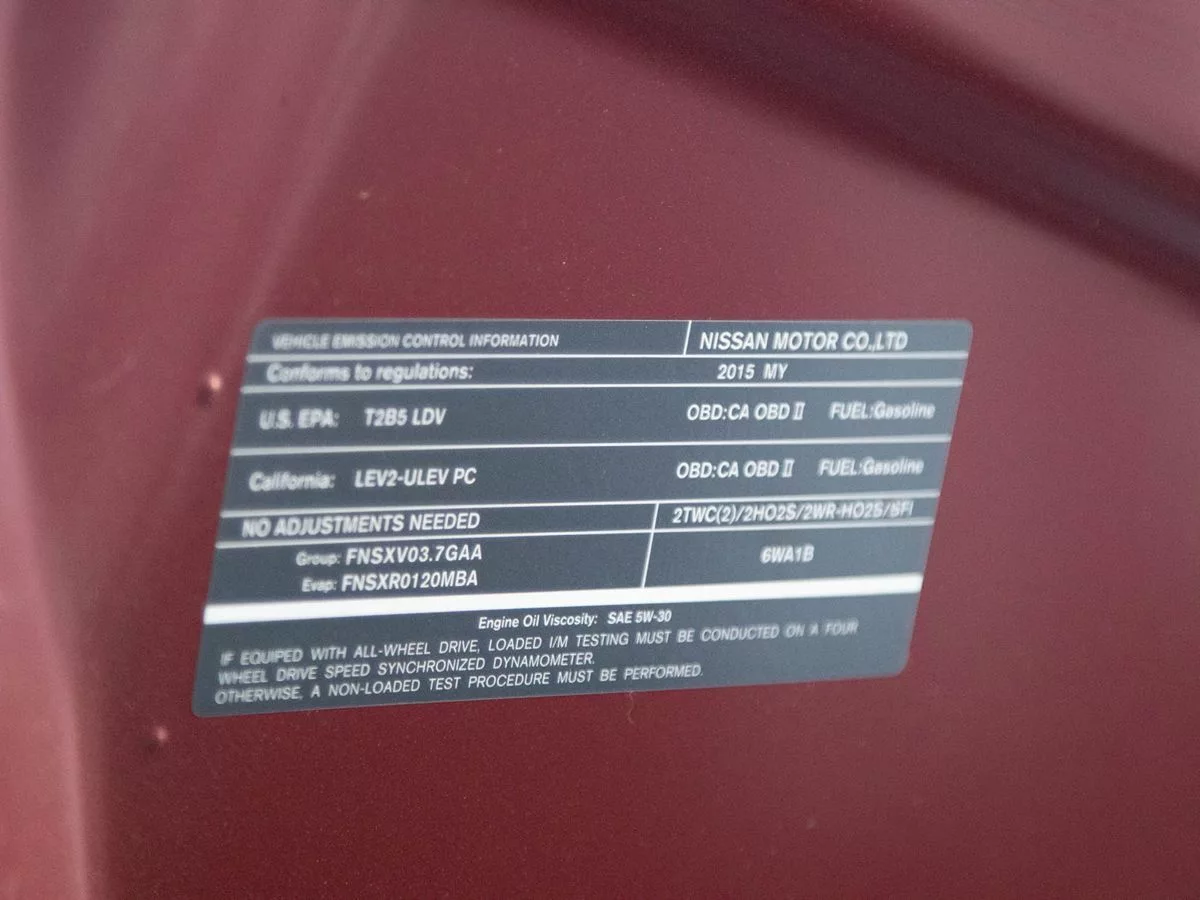 VEHICLE EMISSION CONTROL INFORMATION NISSAN MOTOR CO.,LTD
Conforms to regulations: 2015 MY
U.S. EPA: T2B5 LDV OBD:CA OBD II FUEL:Gasoline
California: LEV2-ULEV PC OBD:CA OBD II FUEL:Gasoline
NO ADJUSTMENTS NEEDED 2TWC(2)/2HO2S/2WR-HO2S/SFI
Group: FNSXV03.7GAA 6WA1B
Evap: FNSXR0120MBA
Engine Oil Viscosity: SAE 5W-30
IF EQUIPED WITH ALL-WHEEL DRIVE, LOADED I/M TESTING MUST BE CONDUCTED ON A FOUR
WHEEL DRIVE SPEED SYNCHRONIZED DYNAMOMETER.
OTHERWISE, A NON-LOADED TEST PROCEDURE MUST BE PERFORMED.